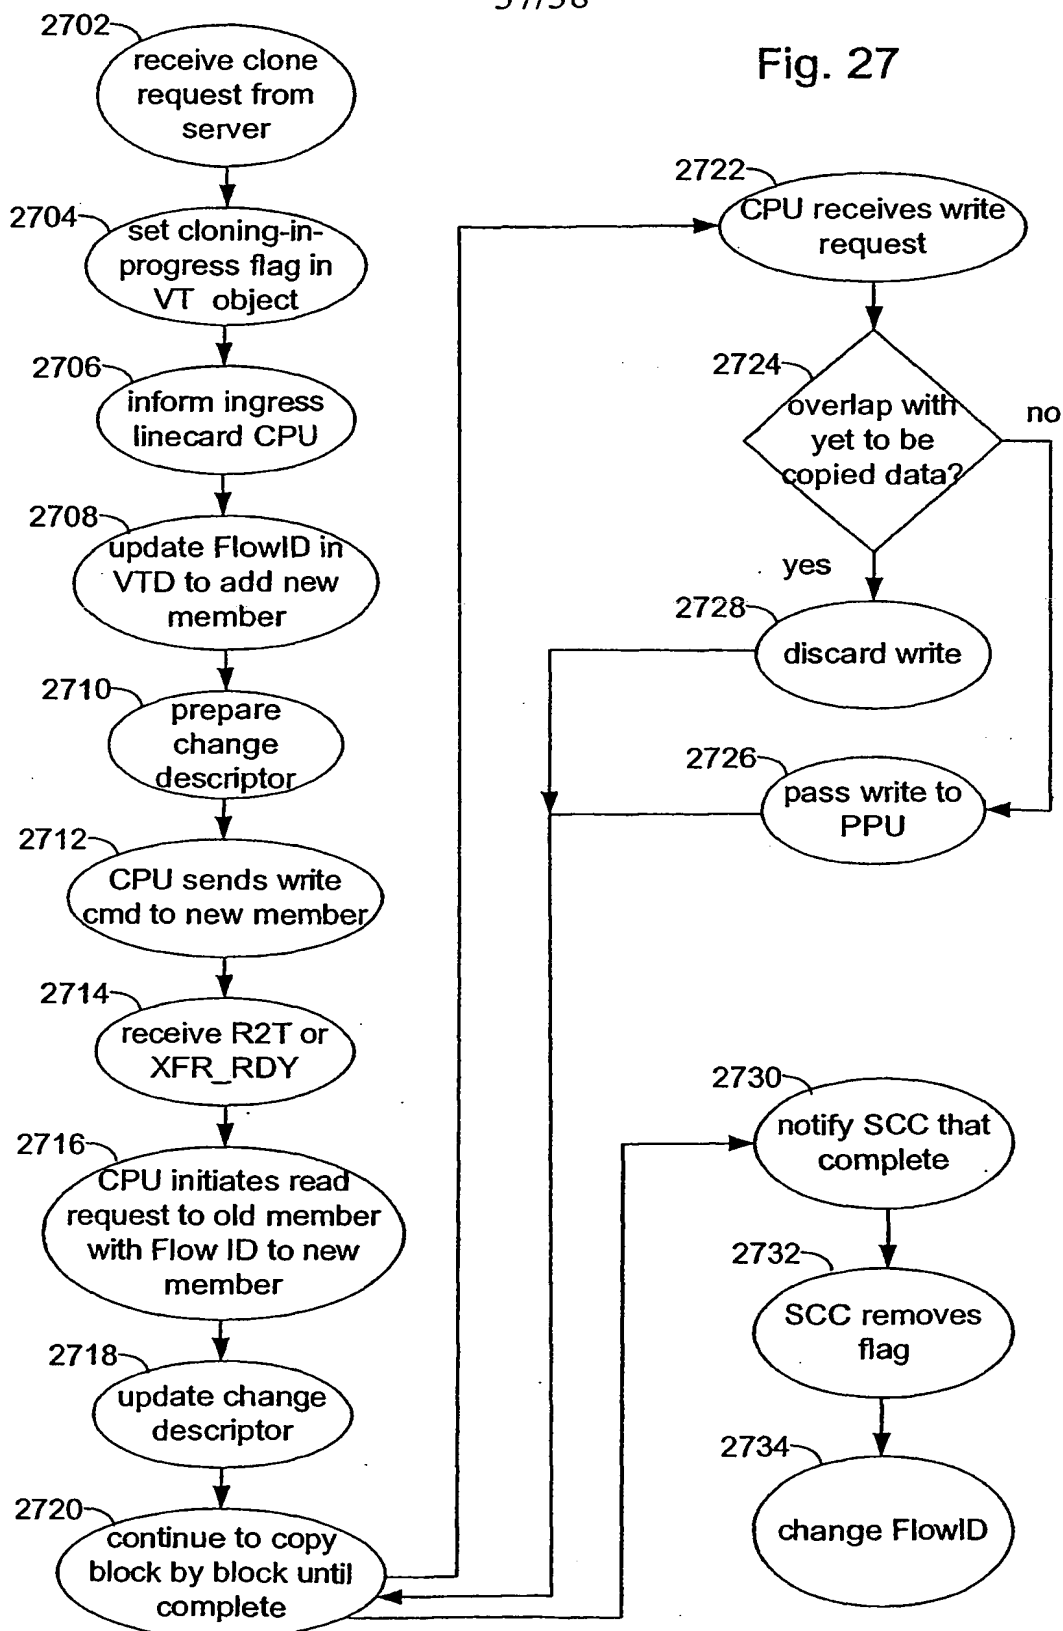 37/38
Fig. 27
2702
receive clone
request from
server
2704
set cloning-in-
progress flag in
VT object
2706
inform ingress
linecard CPU
2708
update FlowID in
VTD to add new
member
2710
prepare
change
descriptor
2712
CPU sends write
cmd to new member
2714
receive R2T or
XFR_RDY
2716
CPU initiates read
request to old member
with Flow ID to new
member
2718
update change
descriptor
2720
continue to copy
block by block until
complete
2722
CPU receives write
request
2724
overlap with
yet to be
copied data?
no
yes
2728
discard write
2726
pass write to
PPU
2730
notify SCC that
complete
2732
SCC removes
flag
2734
change FlowID